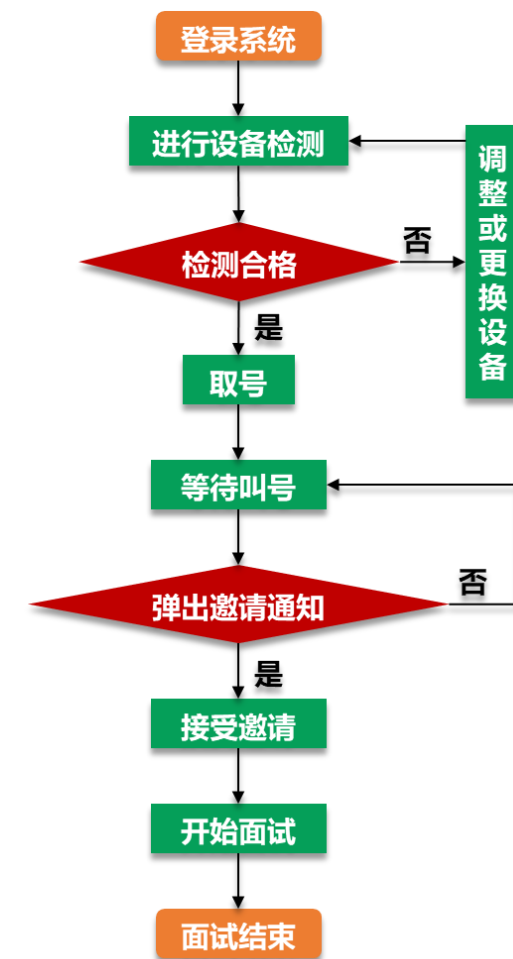 登录系统
进行设备检测
调整或更换设备
检测合格
否
是
取号
等待叫号
弹出邀请通知
否
是
接受邀请
开始面试
面试结束